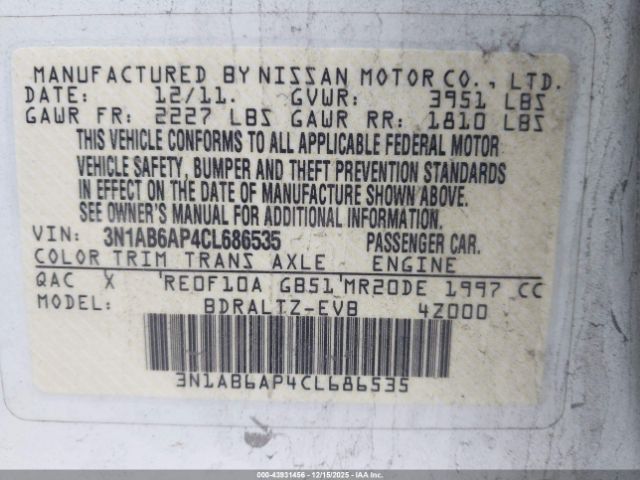 MANUFACTURED BY NISSAN MOTOR CO., LTD.
DATE: 12/11. GVWR: 3951 LBS
GAWR FR: 2227 LBS GAWR RR: 1810 LBS
THIS VEHICLE CONFORMS TO ALL APPLICABLE FEDERAL MOTOR
VEHICLE SAFETY, BUMPER AND THEFT PREVENTION STANDARDS
IN EFFECT ON THE DATE OF MANUFACTURE SHOWN ABOVE.
SEE OWNER'S MANUAL FOR ADDITIONAL INFORMATION.
VIN: 3N1AB6AP4CL686535 PASSENGER CAR.
COLOR TRIM TRANS AXLE ENGINE
QAC X RE0F10A GB51 MR20DE 1997 CC
MODEL: BDRALTZ-EVB 4Z000
3N1AB6AP4CL686535
000-43931456 - 12/15/2025 - COPART